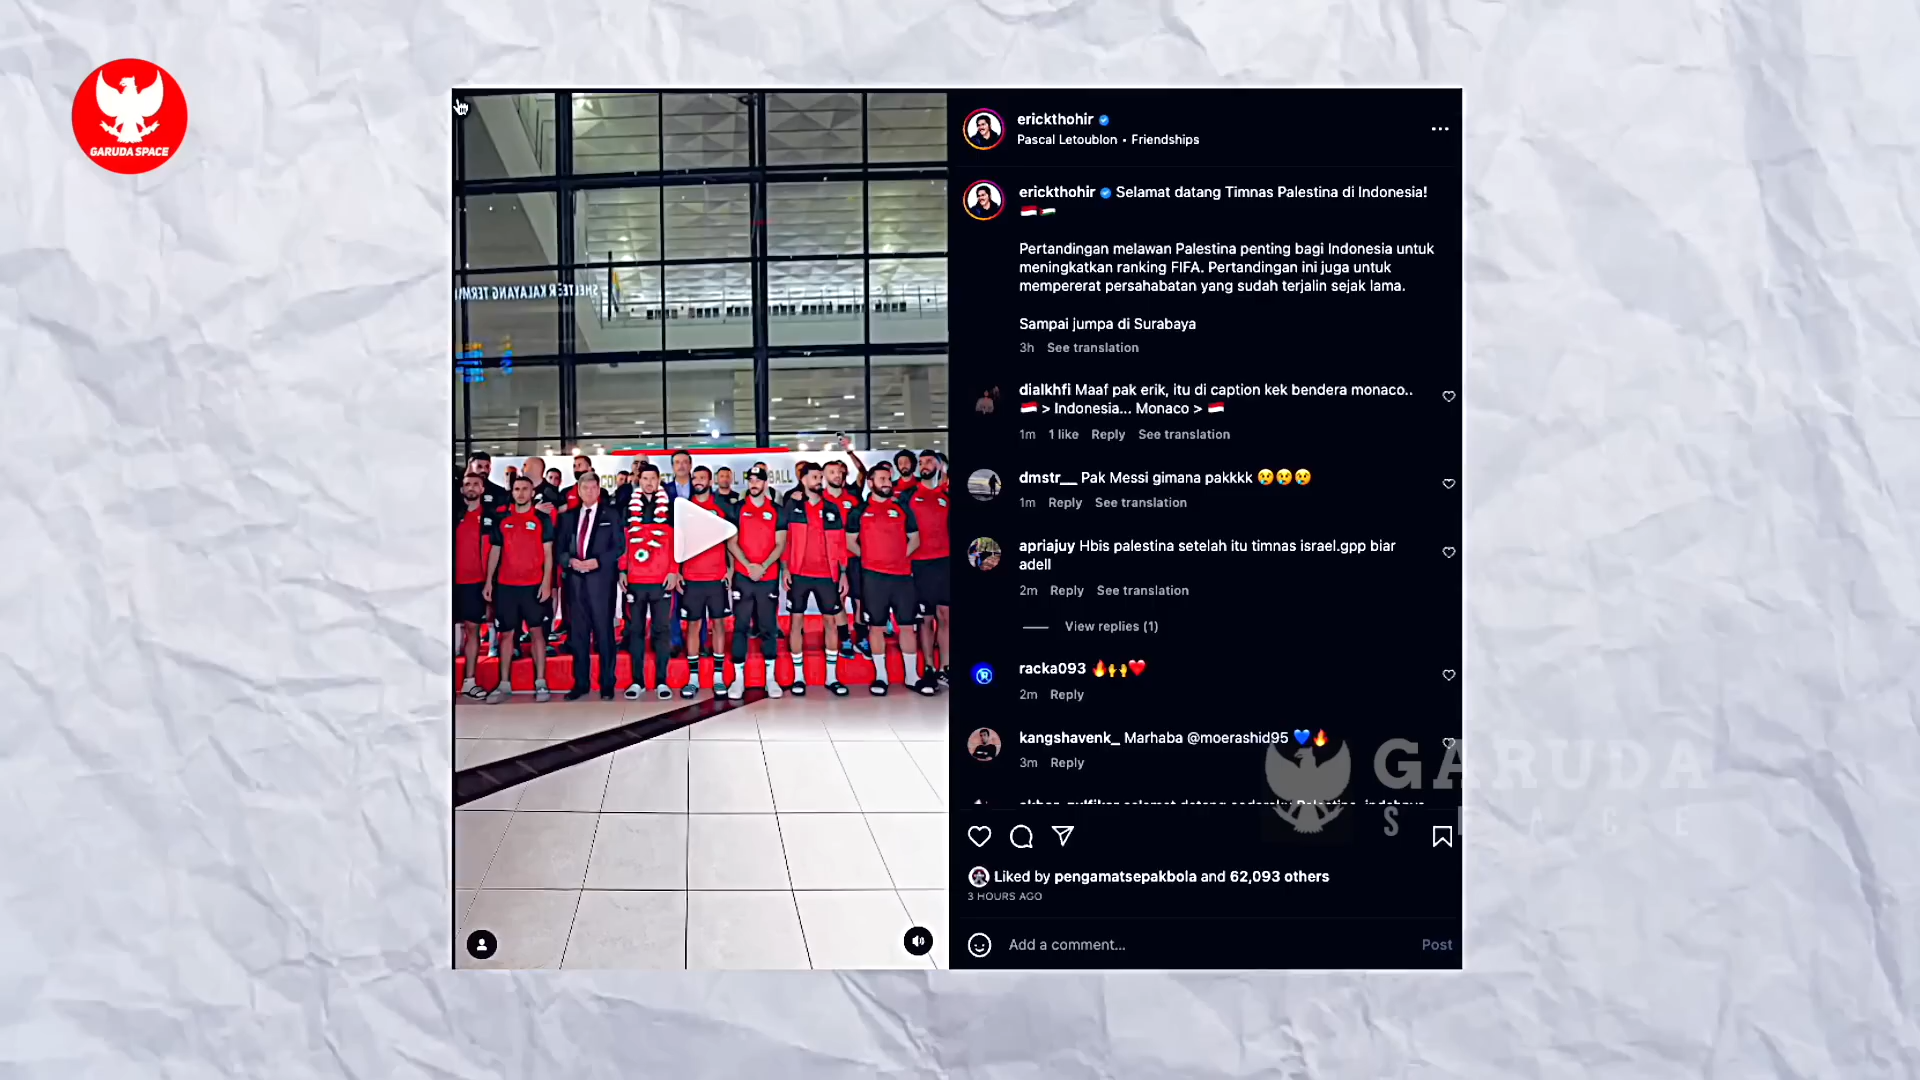 GARUDA SPACE
SHELTER KALAYANG TERMI
erickthohir
Pascal Letoublon • Friendships
erickthohir Selamat datang Timnas Palestina di Indonesia!
🇮🇩🇵🇸
Pertandingan melawan Palestina penting bagi Indonesia untuk
meningkatkan ranking FIFA. Pertandingan ini juga untuk
mempererat persahabatan yang sudah terjalin sejak lama.
Sampai jumpa di Surabaya
3h See translation
dialkhfi Maaf pak erik, itu di caption kek bendera monaco..
🇮🇩 > Indonesia... Monaco > 🇲🇨
1m 1 like Reply See translation
dmstr__ Pak Messi gimana pakkkk 😢😢😢
1m Reply See translation
apriajuy Hbis palestina setelah itu timnas israel.gpp biar
adell
2m Reply See translation
View replies (1)
racka093 🔥🙌❤️
2m Reply
kangshavenk_ Marhaba @moerashid95 💙🔥
3m Reply
GARUDA
Liked by pengamatsepakbola and 62,093 others
3 HOURS AGO
Add a comment...
Post